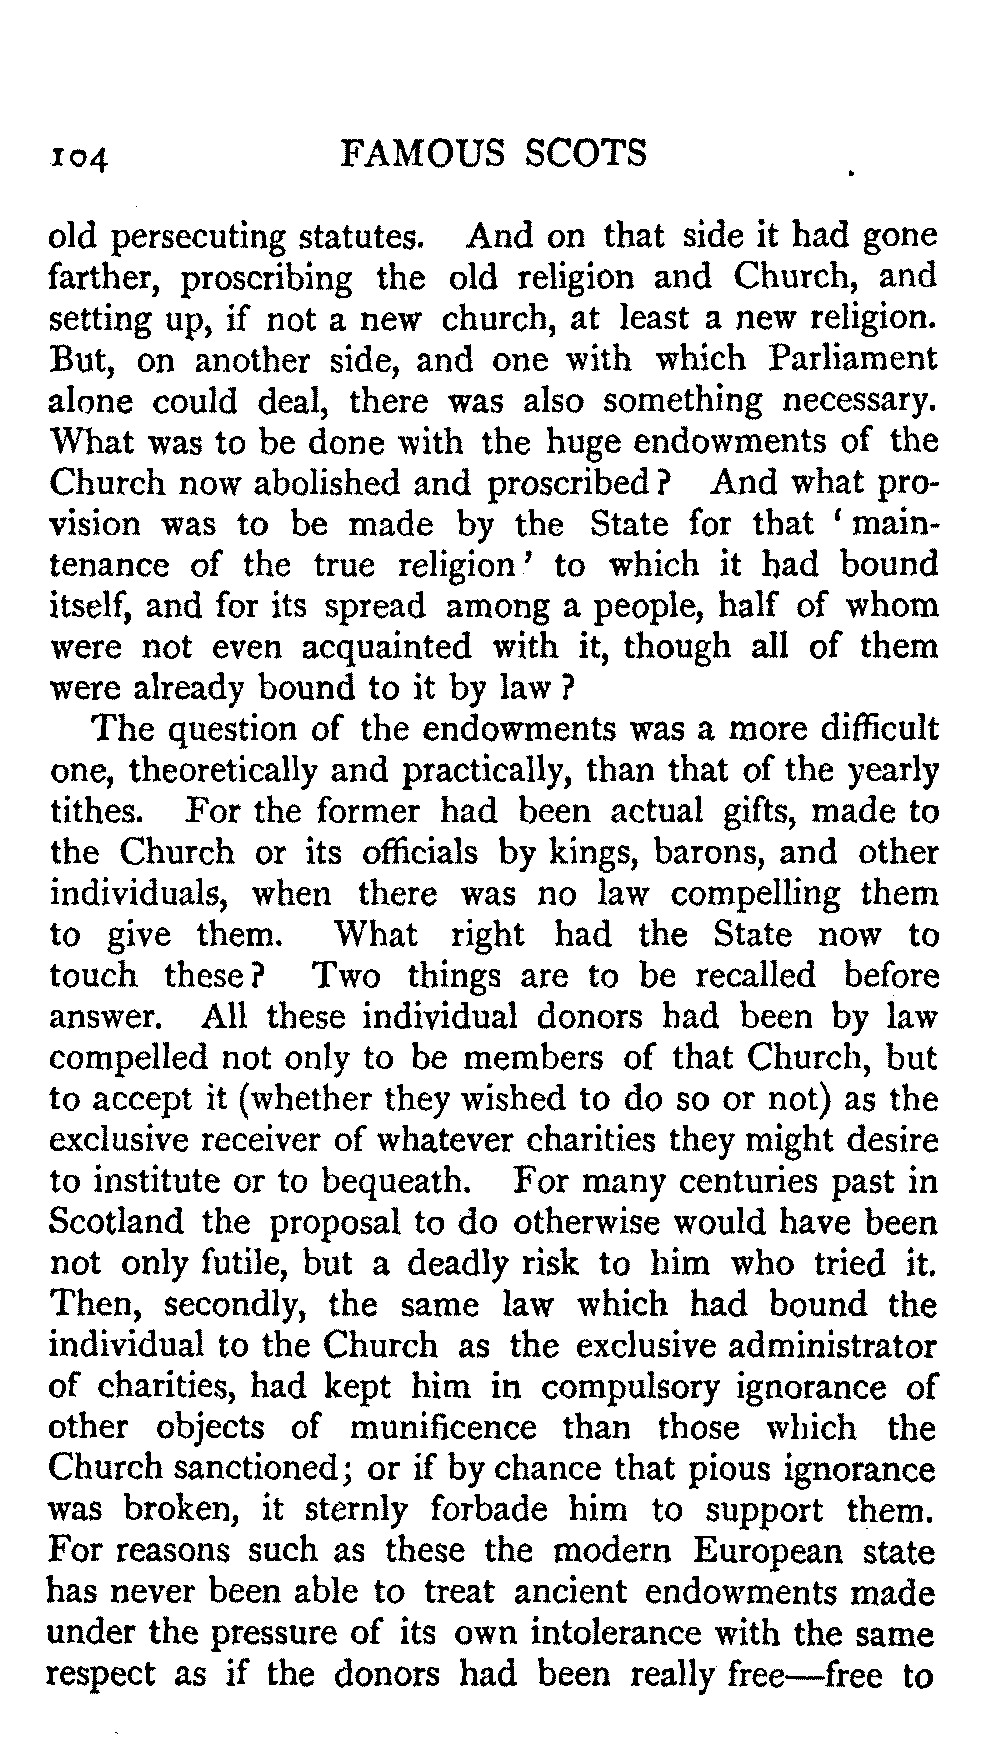 104 FAMOUS SCOTS
old persecuting statutes. And on that side it had gone
farther, proscribing the old religion and Church, and
setting up, if not a new church, at least a new religion.
But, on another side, and one with which Parliament
alone could deal, there was also something necessary.
What was to be done with the huge endowments of the
Church now abolished and proscribed? And what pro-
vision was to be made by the State for that ‘main-
tenance of the true religion’ to which it had bound
itself, and for its spread among a people, half of whom
were not even acquainted with it, though all of them
were already bound to it by law?
The question of the endowments was a more difficult
one, theoretically and practically, than that of the yearly
tithes. For the former had been actual gifts, made to
the Church or its officials by kings, barons, and other
individuals, when there was no law compelling them
to give them. What right had the State now to
touch these? Two things are to be recalled before
answer. All these individual donors had been by law
compelled not only to be members of that Church, but
to accept it (whether they wished to do so or not) as the
exclusive receiver of whatever charities they might desire
to institute or to bequeath. For many centuries past in
Scotland the proposal to do otherwise would have been
not only futile, but a deadly risk to him who tried it.
Then, secondly, the same law which had bound the
individual to the Church as the exclusive administrator
of charities, had kept him in compulsory ignorance of
other objects of munificence than those which the
Church sanctioned; or if by chance that pious ignorance
was broken, it sternly forbade him to support them.
For reasons such as these the modern European state
has never been able to treat ancient endowments made
under the pressure of its own intolerance with the same
respect as if the donors had been really free—free to